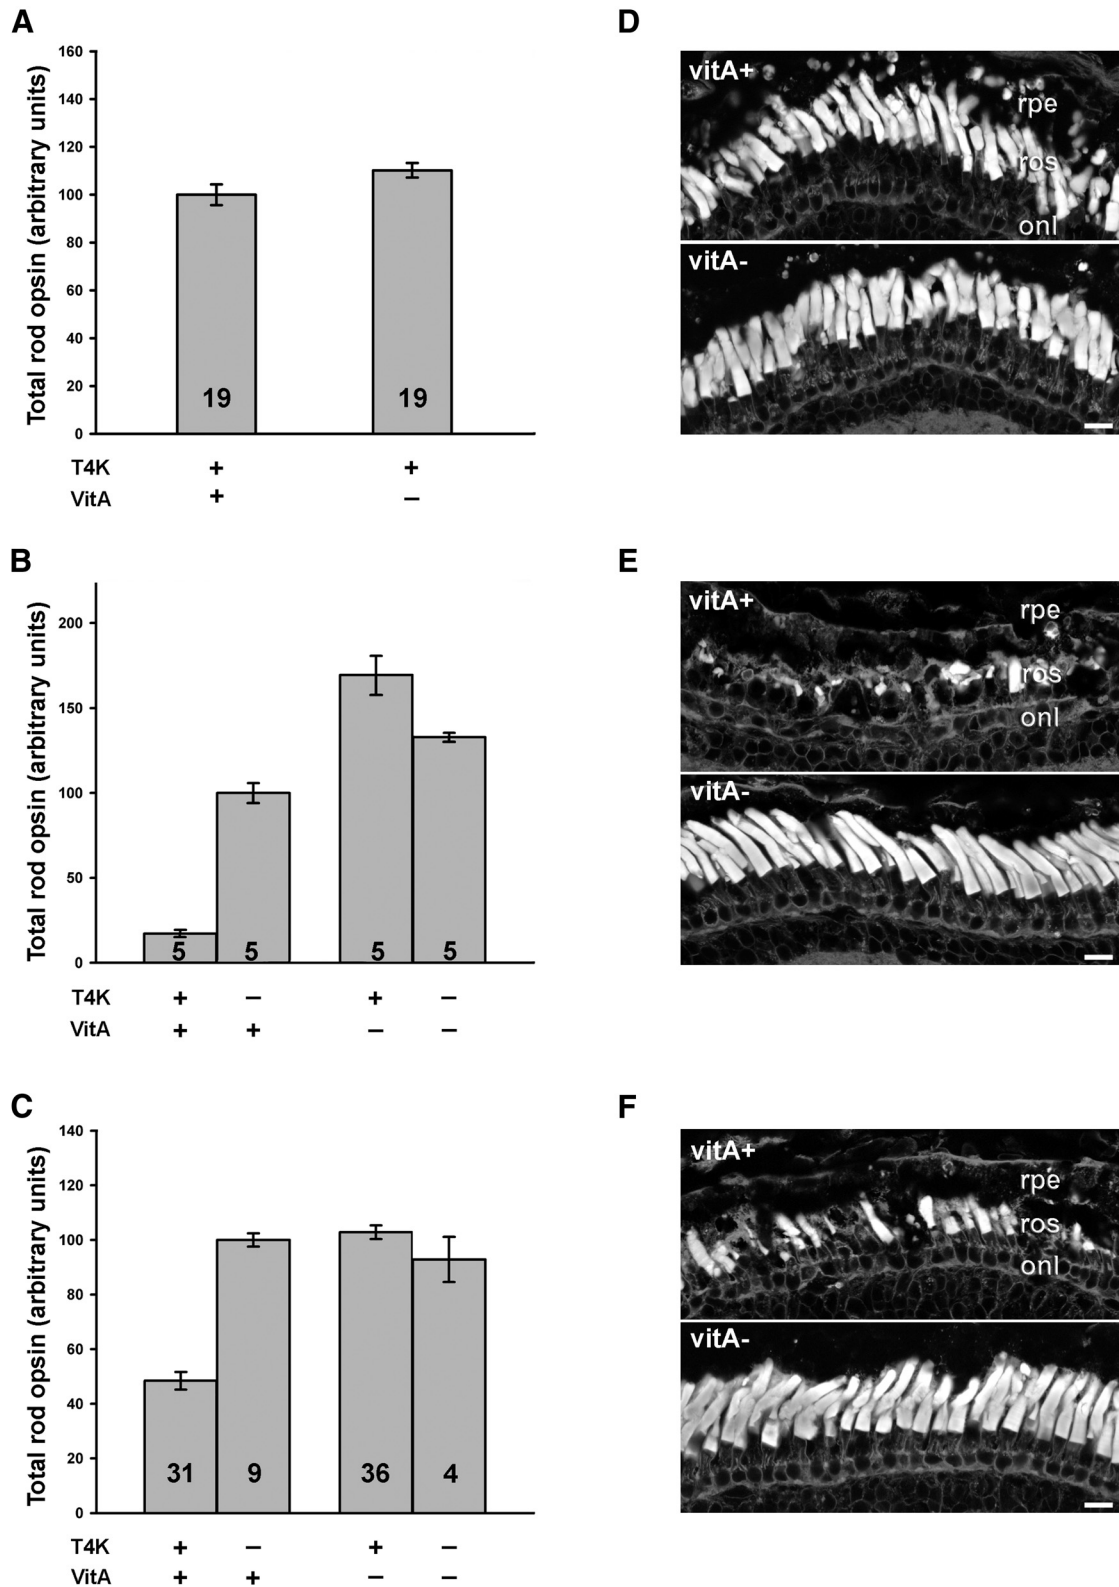 A
Total rod opsin (arbitrary units)
160
140
120
100
80
60
40
20
0
19 19
T4K + +
VitA + –
D
vitA+
rpe
ros
onl
vitA-
B
Total rod opsin (arbitrary units)
200
150
100
50
0
5 5 5 5
T4K + – + –
VitA + + – –
E
vitA+
rpe
ros
onl
vitA-
C
Total rod opsin (arbitrary units)
140
120
100
80
60
40
20
0
31 9 36 4
T4K + – + –
VitA + + – –
F
vitA+
rpe
ros
onl
vitA-